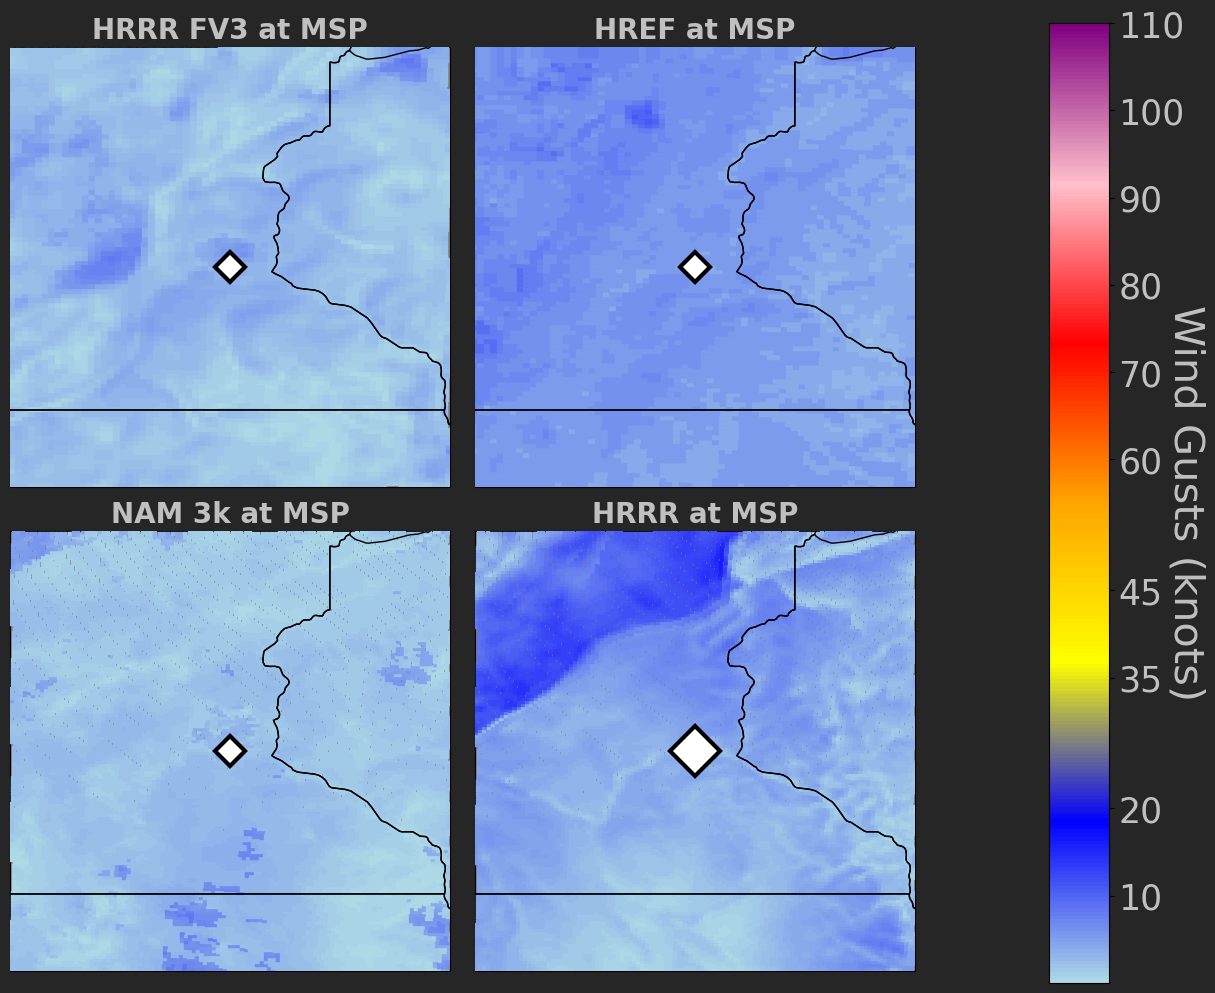 HRRR FV3 at MSP
HREF at MSP
NAM 3k at MSP
HRRR at MSP
110
100
90
80
70
60
45
35
20
10
Wind Gusts (knots)